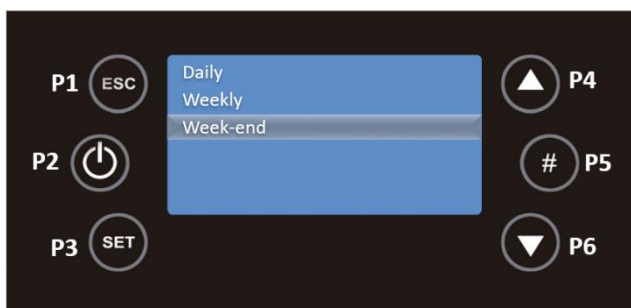 P1 ESC
Daily
Weekly
Week-end
P2
P3 SET
P4
# P5
P6